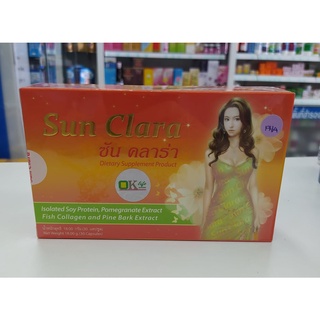 Sun Clara
ซัน คลาร่า
Dietary Supplement Product
OK
Isolated Soy Protein, Pomegranate Extract
Fish Collagen and Pine Bark Extract